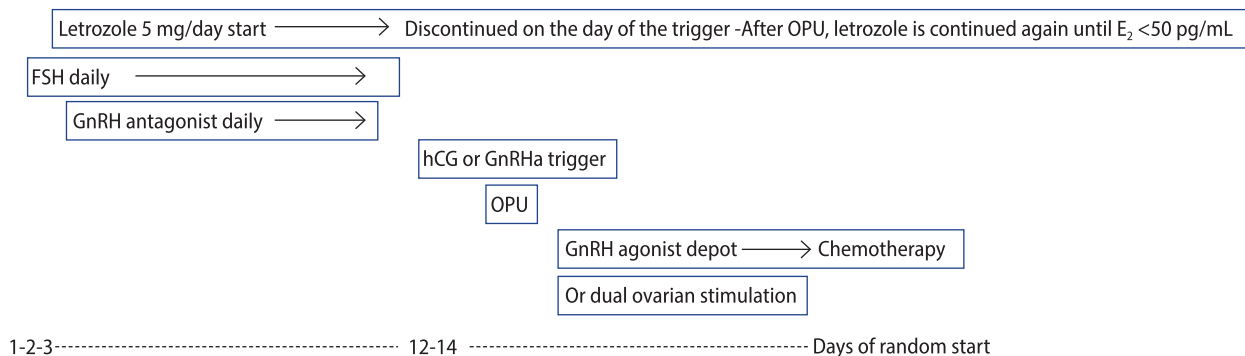 Letrozole 5 mg/day start ⟶ Discontinued on the day of the trigger -After OPU, letrozole is continued again until E₂ <50 pg/mL
FSH daily ⟶
GnRH antagonist daily ⟶
hCG or GnRHa trigger
OPU
GnRH agonist depot ⟶ Chemotherapy
Or dual ovarian stimulation
1-2-3 12-14 Days of random start